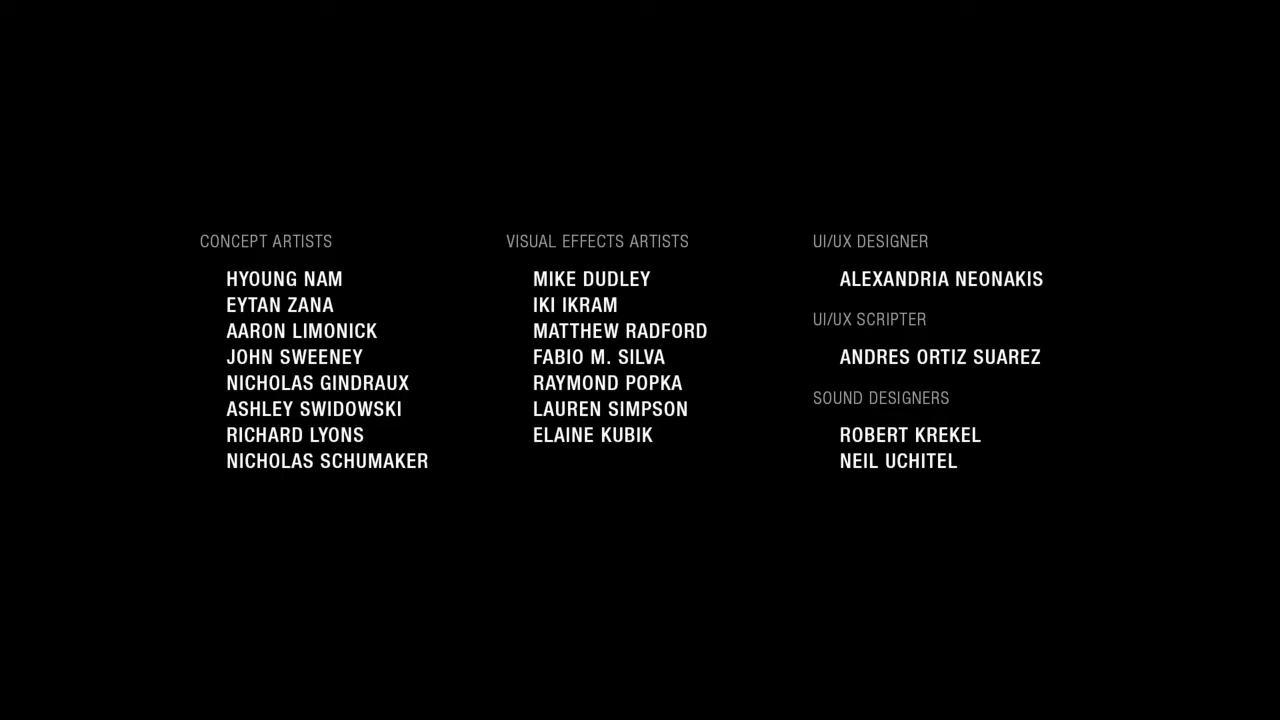 CONCEPT ARTISTS
HYOUNG NAM
EYTAN ZANA
AARON LIMONICK
JOHN SWEENEY
NICHOLAS GINDRAUX
ASHLEY SWIDOWSKI
RICHARD LYONS
NICHOLAS SCHUMAKER
VISUAL EFFECTS ARTISTS
MIKE DUDLEY
IKI IKRAM
MATTHEW RADFORD
FABIO M. SILVA
RAYMOND POPKA
LAUREN SIMPSON
ELAINE KUBIK
UI/UX DESIGNER
ALEXANDRIA NEONAKIS
UI/UX SCRIPTER
ANDRES ORTIZ SUAREZ
SOUND DESIGNERS
ROBERT KREKEL
NEIL UCHITEL